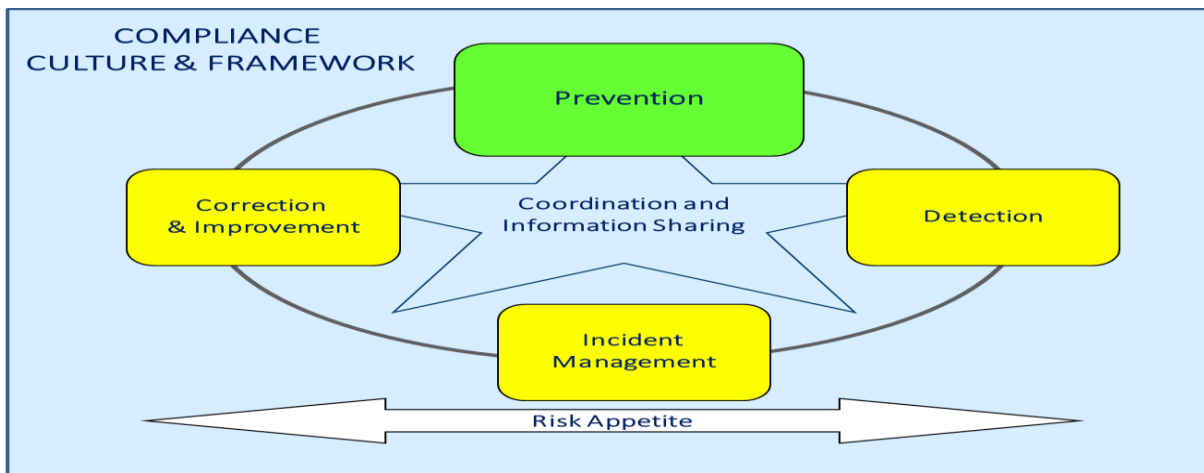 COMPLIANCE
CULTURE & FRAMEWORK
Prevention
Correction
& Improvement
Coordination and
Information Sharing
Detection
Incident
Management
Risk Appetite